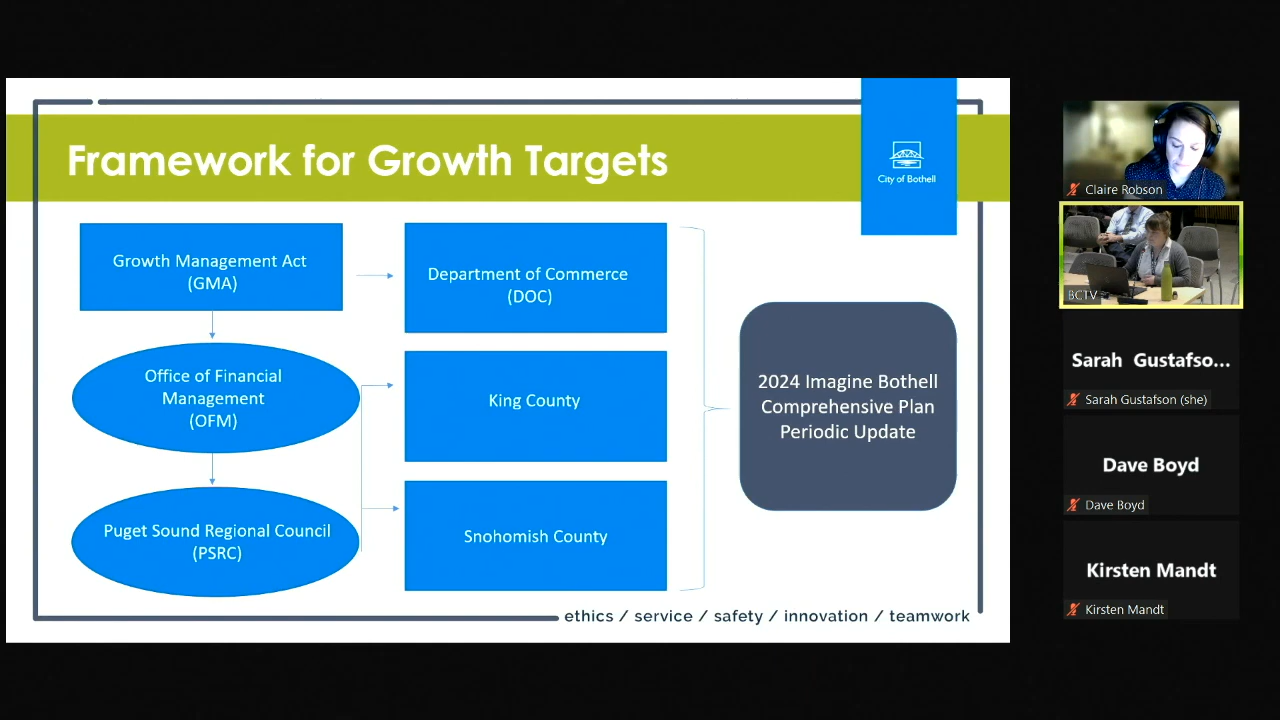 Framework for Growth Targets
City of Bothell
Growth Management Act
(GMA)
Department of Commerce
(DOC)
Office of Financial
Management
(OFM)
King County
2024 Imagine Bothell
Comprehensive Plan
Periodic Update
Puget Sound Regional Council
(PSRC)
Snohomish County
ethics / service / safety / innovation / teamwork
Claire Robson
BCTV
Sarah Gustafso...
Sarah Gustafson (she)
Dave Boyd
Dave Boyd
Kirsten Mandt
Kirsten Mandt